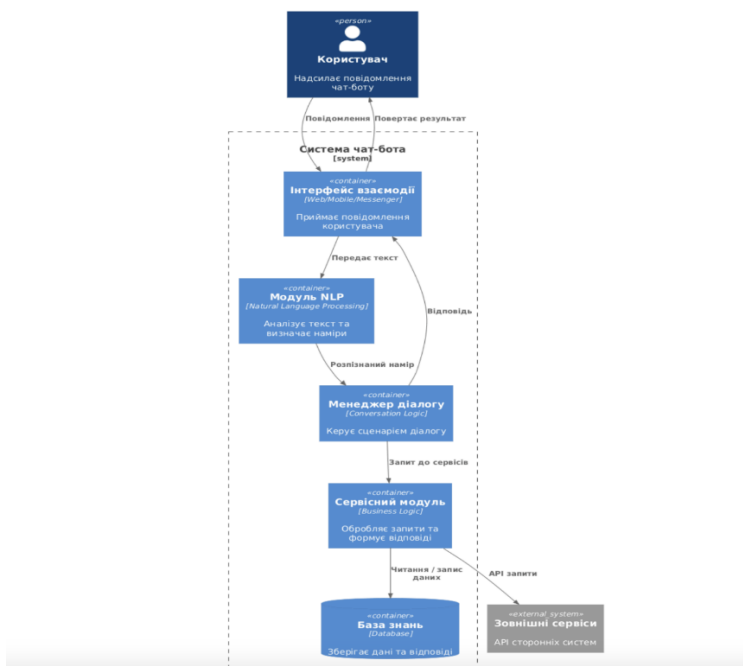 «person»
Користувач
Надсилає повідомлення
чат-боту
Повідомлення
Повертає результат
Система чат-бота
[system]
«container»
Інтерфейс взаємодії
[Web/Mobile/Messenger]
Приймає повідомлення
користувача
Передає текст
«container»
Модуль NLP
[Natural Language Processing]
Аналізує текст та
визначає наміри
Відповідь
Розпізнаний намір
«container»
Менеджер діалогу
[Conversation Logic]
Керує сценарієм діалогу
Запит до сервісів
«container»
Сервісний модуль
[Business Logic]
Обробляє запити та
формує відповіді
Читання / запис
даних
API запити
«container»
База знань
[Database]
Зберігає дані та відповіді
«external_system»
Зовнішні сервіси
API сторонніх систем